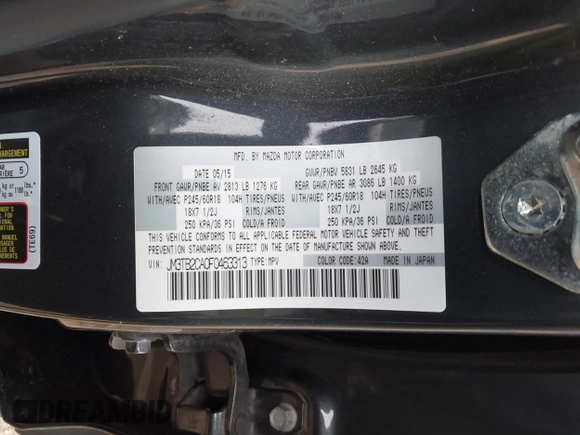 MFD. BY MAZDA MOTOR CORPORATION
DATE 05/15 GVWR/PNBV 5831 LB 2645 KG
FRONT GAWR/PNBE AV 2813 LB 1276 KG REAR GAWR/PNBE AR 3086 LB 1400 KG
WITH/AVEC P245/60R18 104H TIRES/PNEUS WITH/AVEC P245/60R18 104H TIRES/PNEUS
18X7 1/2J RIMS/JANTES 18X7 1/2J RIMS/JANTES
250 KPA/36 PSI COLD/A FROID 250 KPA/36 PSI COLD/A FROID
THIS VEHICLE CONFORMS TO ALL APPLICABLE FEDERAL MOTOR VEHICLE SAFETY, BUMPER, AND THEFT
PREVENTION STANDARDS IN EFFECT ON THE DATE OF MANUFACTURE SHOWN ABOVE.
VIN: JM3TB2CA0F0463313 TYPE: MPV COLOR CODE: 42A MADE IN JAPAN
CHARGEMENT
5
(TE69)
DREAMBID